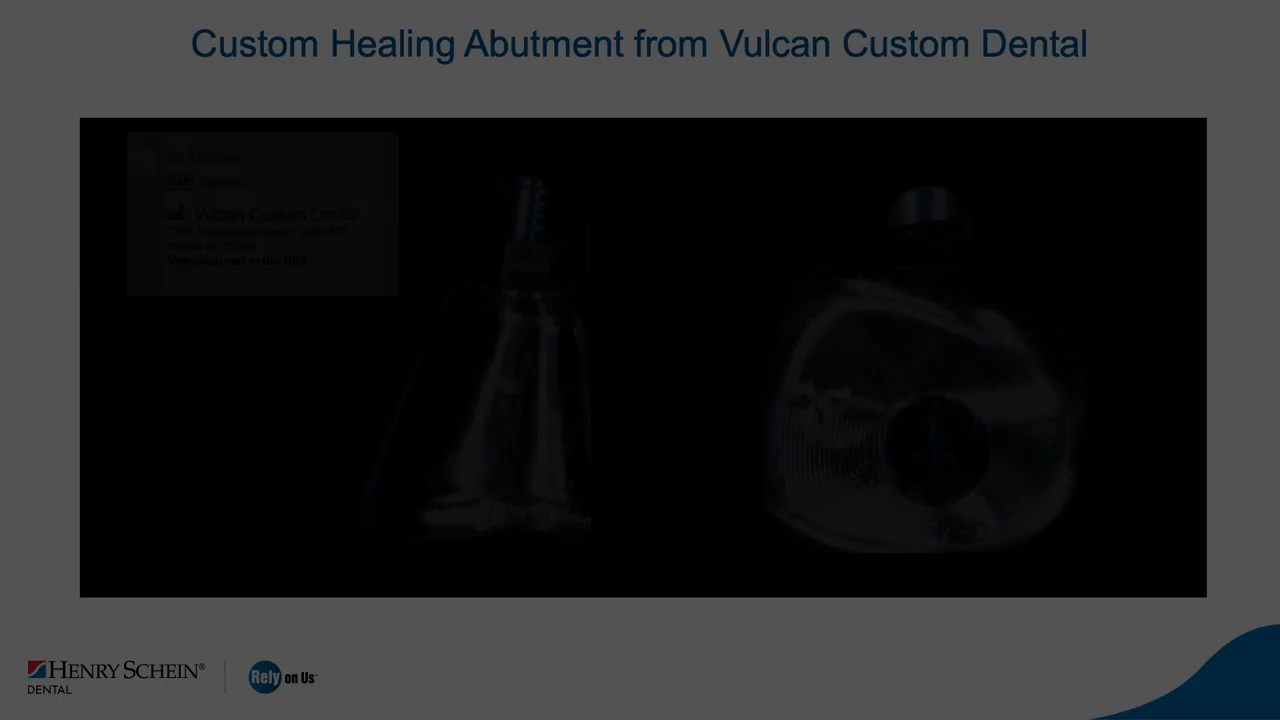 Custom Healing Abutment from Vulcan Custom Dental
Vulcan Custom Dental
Manufactured in the USA
HENRY SCHEIN®
DENTAL
Rely on Us